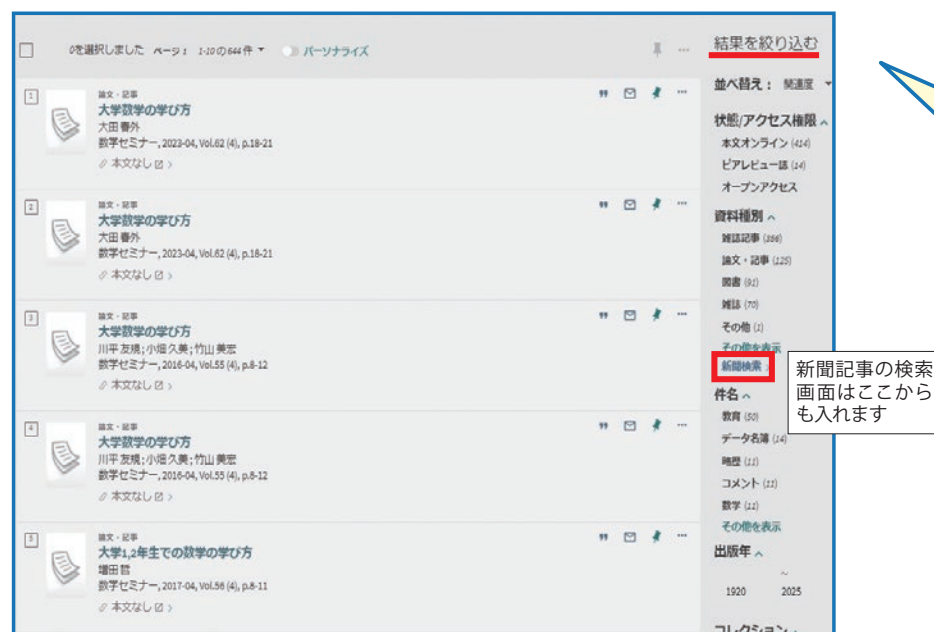 0を選択しました ページ: 1-10の644件 パーソナライズ
1
論文・記事
大学数学の学び方
大田 春外
数学セミナー, 2023-04, Vol.62 (4), p.18-21
本文なし
2
論文・記事
大学数学の学び方
大田 春外
数学セミナー, 2023-04, Vol.62 (4), p.18-21
本文なし
3
論文・記事
大学数学の学び方
川平 友規; 小畑 久美; 竹山 美宏
数学セミナー, 2016-04, Vol.55 (4), p.8-12
本文なし
4
論文・記事
大学数学の学び方
川平 友規; 小畑 久美; 竹山 美宏
数学セミナー, 2016-04, Vol.55 (4), p.8-12
本文なし
5
論文・記事
大学1,2年生での数学の学び方
増田 哲
数学セミナー, 2017-04, Vol.56 (4), p.8-11
本文なし
結果を絞り込む
並べ替え: 関連度
状態/アクセス権限
本文オンライン (414)
ピアレビュー誌 (14)
オープンアクセス
資料種別
雑誌記事
論文・記事 (125)
図書 (91)
雑誌 (70)
その他 (1)
その他を表示
新聞検索
新聞記事の検索
画面はここから
も入れます
件名
教育 (50)
データ名簿 (14)
略歴 (11)
コメント (11)
数学 (11)
その他を表示
出版年
~
1920 2025
コレクション